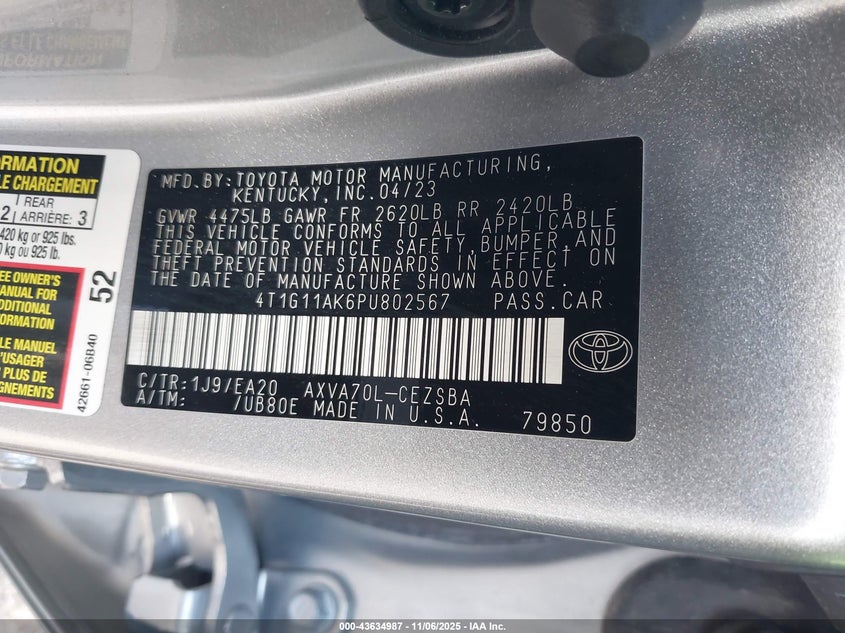 ELITE CHARGEMENT
INFORMATION
ORMATION
LE CHARGEMENT
1 REAR
2 ARRIÈRE: 3
420 kg or 925 lbs.
0 kg ou 925 lb.
EE OWNER'S
MANUAL FOR
ADDITIONAL
FORMATION
LE MANUEL
'USAGER
PLUS DE
52
42661-06B40
MFD.BY:TOYOTA MOTOR MANUFACTURING,
KENTUCKY, INC.04/23
GVWR 4475LB GAWR FR 2620LB RR 2420LB
THIS VEHICLE CONFORMS TO ALL APPLICABLE
FEDERAL MOTOR VEHICLE SAFETY,BUMPER,AND
THEFT PREVENTION STANDARDS IN EFFECT ON
THE DATE OF MANUFACTURE SHOWN ABOVE.
4T1G11AK6PU802567 PASS.CAR
C/TR:1J9/EA20 AXVA70L-CEZSBA
A/TM: 7UB80E MADE IN U.S.A. 79850
000-43634987 - 11/06/2025 - IAA Inc.